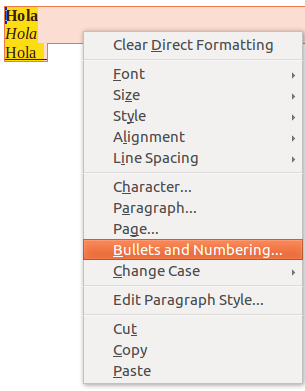 Hola
Hola
Hola
Clear Direct Formatting
Font
Size
Style
Alignment
Line Spacing
Character...
Paragraph...
Page...
Bullets and Numbering...
Change Case
Edit Paragraph Style...
Cut
Copy
Paste